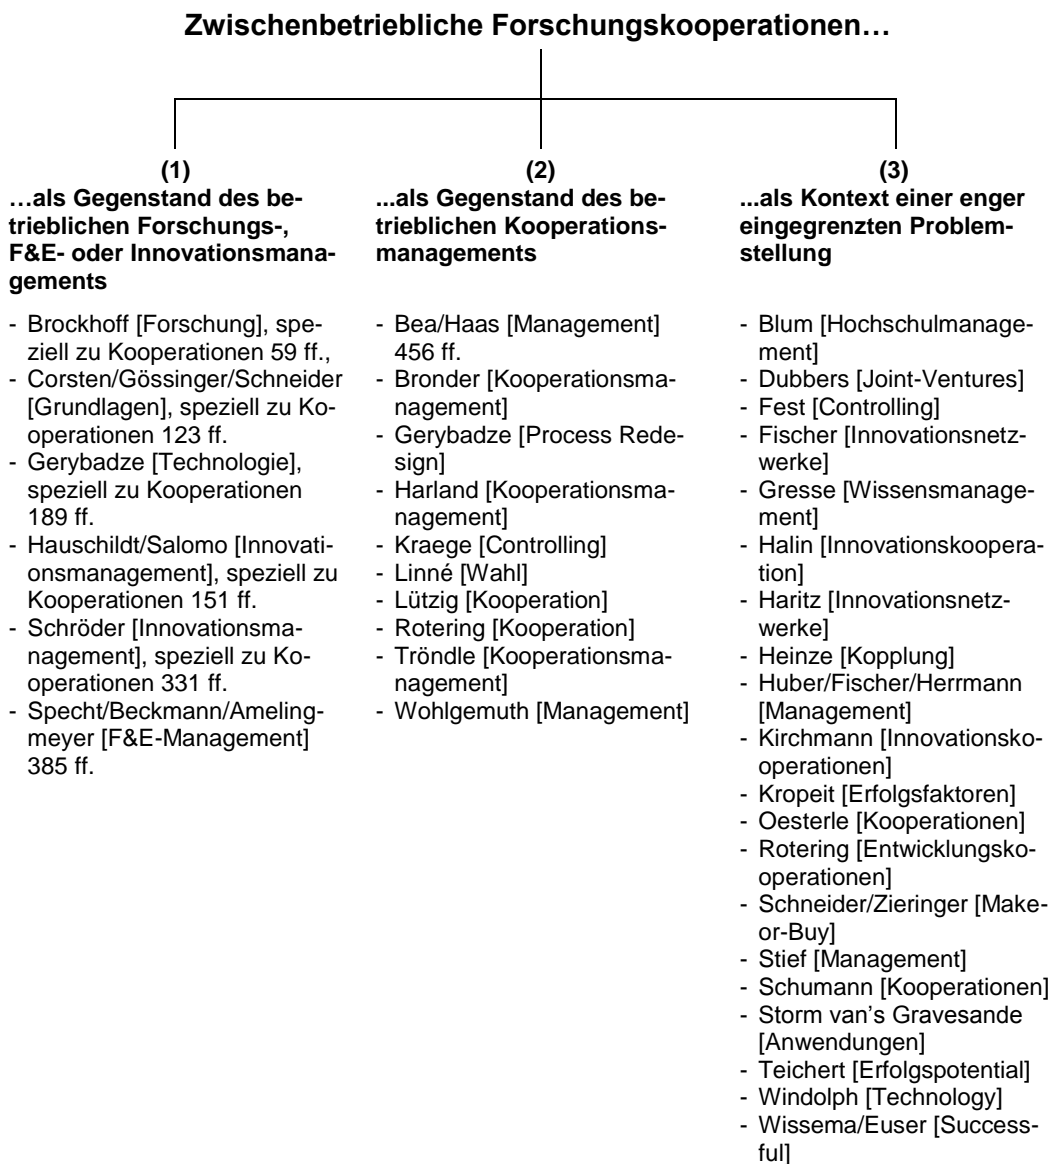 Zwischenbetriebliche Forschungskooperationen…
(1)
…als Gegenstand des be-
trieblichen Forschungs-,
F&E- oder Innovationsmana-
gements
- Brockhoff [Forschung], spe-
ziell zu Kooperationen 59 ff.,
- Corsten/Gössinger/Schneider
[Grundlagen], speziell zu Ko-
operationen 123 ff.
- Gerybadze [Technologie],
speziell zu Kooperationen
189 ff.
- Hauschildt/Salomo [Innovati-
onsmanagement], speziell zu
Kooperationen 151 ff.
- Schröder [Innovationsma-
nagement], speziell zu Ko-
operationen 331 ff.
- Specht/Beckmann/Ameling-
meyer [F&E-Management]
385 ff.
(2)
...als Gegenstand des be-
trieblichen Kooperations-
managements
- Bea/Haas [Management]
456 ff.
- Bronder [Kooperationsma-
nagement]
- Gerybadze [Process Rede-
sign]
- Harland [Kooperationsma-
nagement]
- Kraege [Controlling]
- Linné [Wahl]
- Lützig [Kooperation]
- Rotering [Kooperation]
- Tröndle [Kooperationsma-
nagement]
- Wohlgemuth [Management]
(3)
...als Kontext einer enger
eingegrenzten Problem-
stellung
- Blum [Hochschulmanage-
ment]
- Dubbers [Joint-Ventures]
- Fest [Controlling]
- Fischer [Innovationsnetz-
werke]
- Gresse [Wissensmanage-
ment]
- Halin [Innovationskoopera-
tion]
- Haritz [Innovationsnetz-
werke]
- Heinze [Kopplung]
- Huber/Fischer/Herrmann
[Management]
- Kirchmann [Innovationsko-
operationen]
- Kropeit [Erfolgsfaktoren]
- Oesterle [Kooperationen]
- Rotering [Entwicklungsko-
operationen]
- Schneider/Zieringer [Make-
or-Buy]
- Stief [Management]
- Schumann [Kooperationen]
- Storm van’s Gravesande
[Anwendungen]
- Teichert [Erfolgspotential]
- Windolph [Technology]
- Wissema/Euser [Success-
ful]